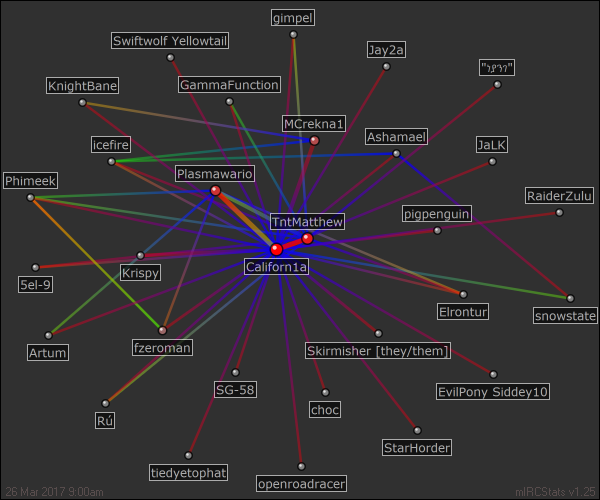 gimpel
Swiftwolf Yellowtail
Jay2a
KnightBane
GammaFunction
MCrekna1
Ashamael
icefire
JaLK
Plasmawario
Phimeek
RaiderZulu
TntMatthew
pigpenguin
Californ1a
Krispy
5el-9
Elrontur
snowstate
Artum
fzeroman
Skirmisher [they/them]
SG-58
EvilPony Siddey10
choc
Rú
StarHorder
tiedyetophat
openroadracer
26 Mar 2017 9:00am
mIRCStats v1.25